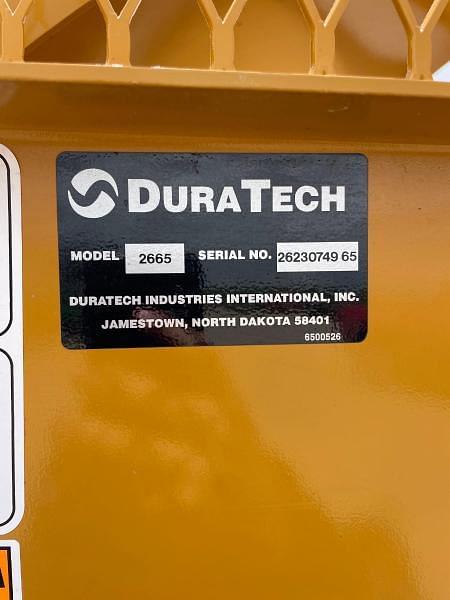 DURATECH
MODEL 2665 SERIAL NO. 26230749 65
DURATECH INDUSTRIES INTERNATIONAL, INC.
JAMESTOWN, NORTH DAKOTA 58401
6500526